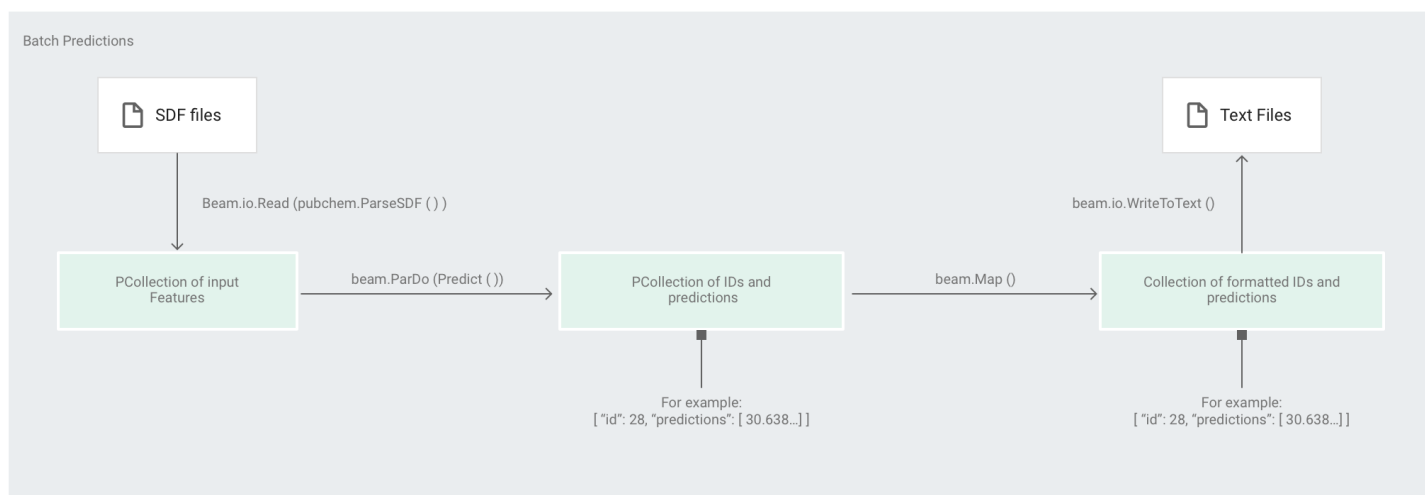 Batch Predictions
SDF files
Text Files
Beam.io.Read (pubchem.ParseSDF ( ) )
beam.io.WriteToText ()
PCollection of input
Features
beam.ParDo (Predict ( ))
PCollection of IDs and
predictions
beam.Map ()
Collection of formatted IDs and
predictions
For example:
[ “id”: 28, “predictions”: [ 30.638…] ]
For example:
[ “id”: 28, “predictions”: [ 30.638…] ]